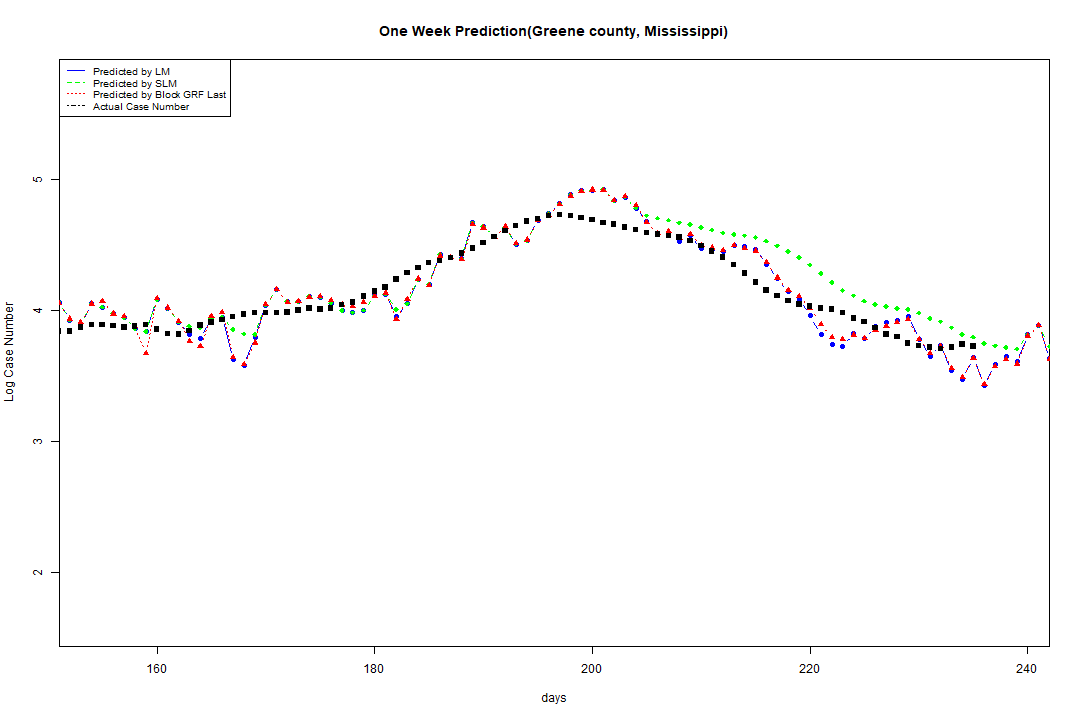 One Week Prediction(Greene county, Mississippi)
Predicted by LM
Predicted by SLM
Predicted by Block GRF Last
Actual Case Number
5
4
3
2
Log Case Number
160 180 200 220 240
days